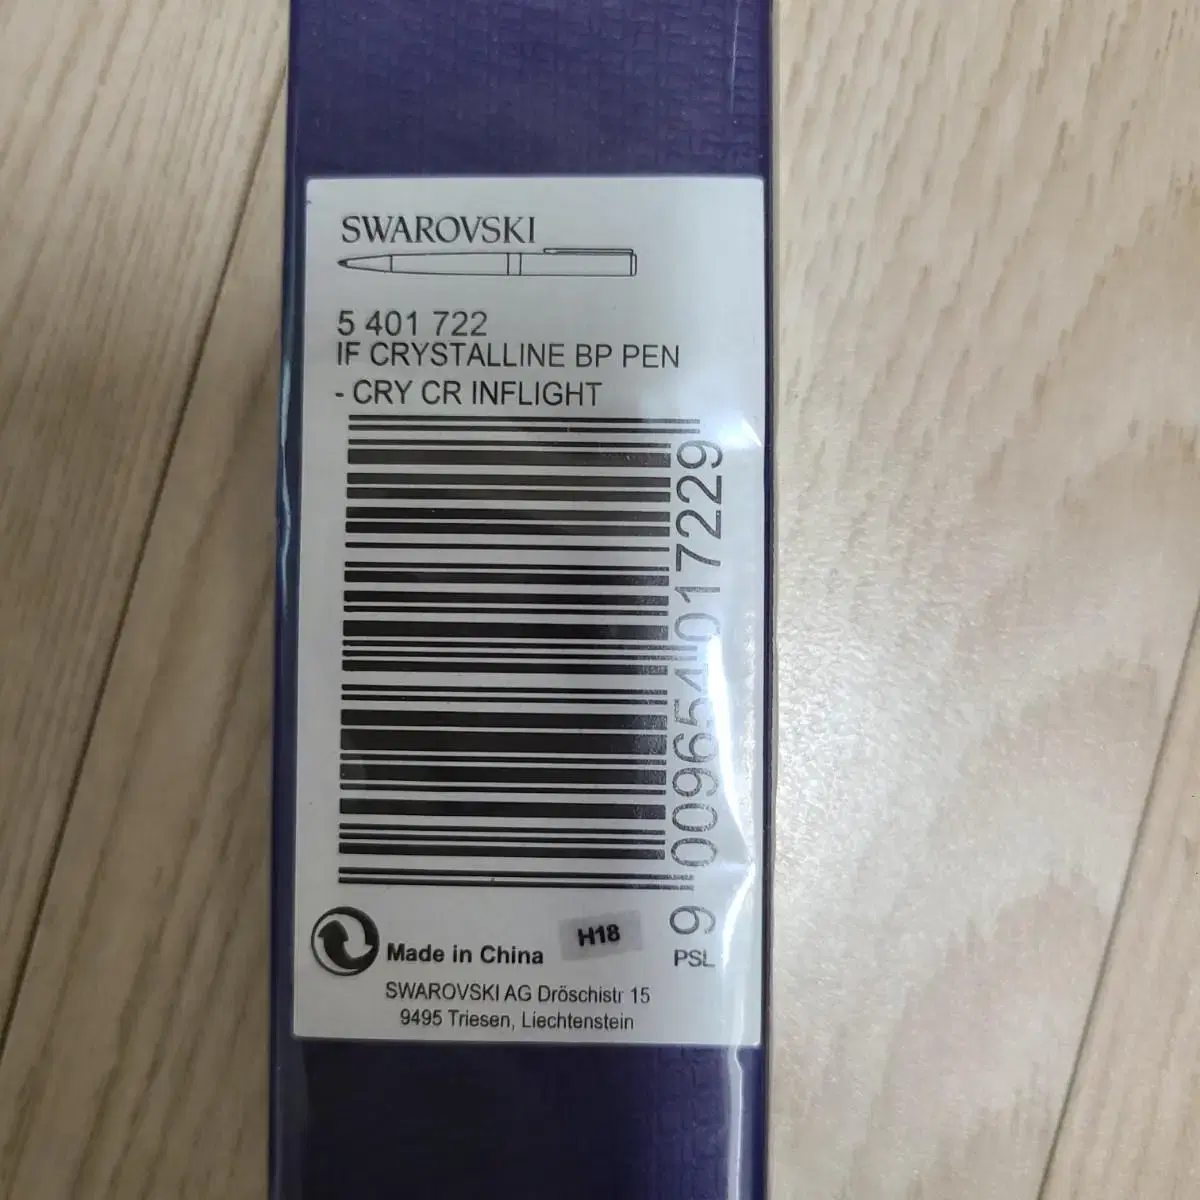 SWAROVSKI
5 401 722
IF CRYSTALLINE BP PEN
- CRY CR INFLIGHT
9 009654 017229
Made in China
H18
PSL
SWAROVSKI AG Dröschistr 15
9495 Triesen, Liechtenstein